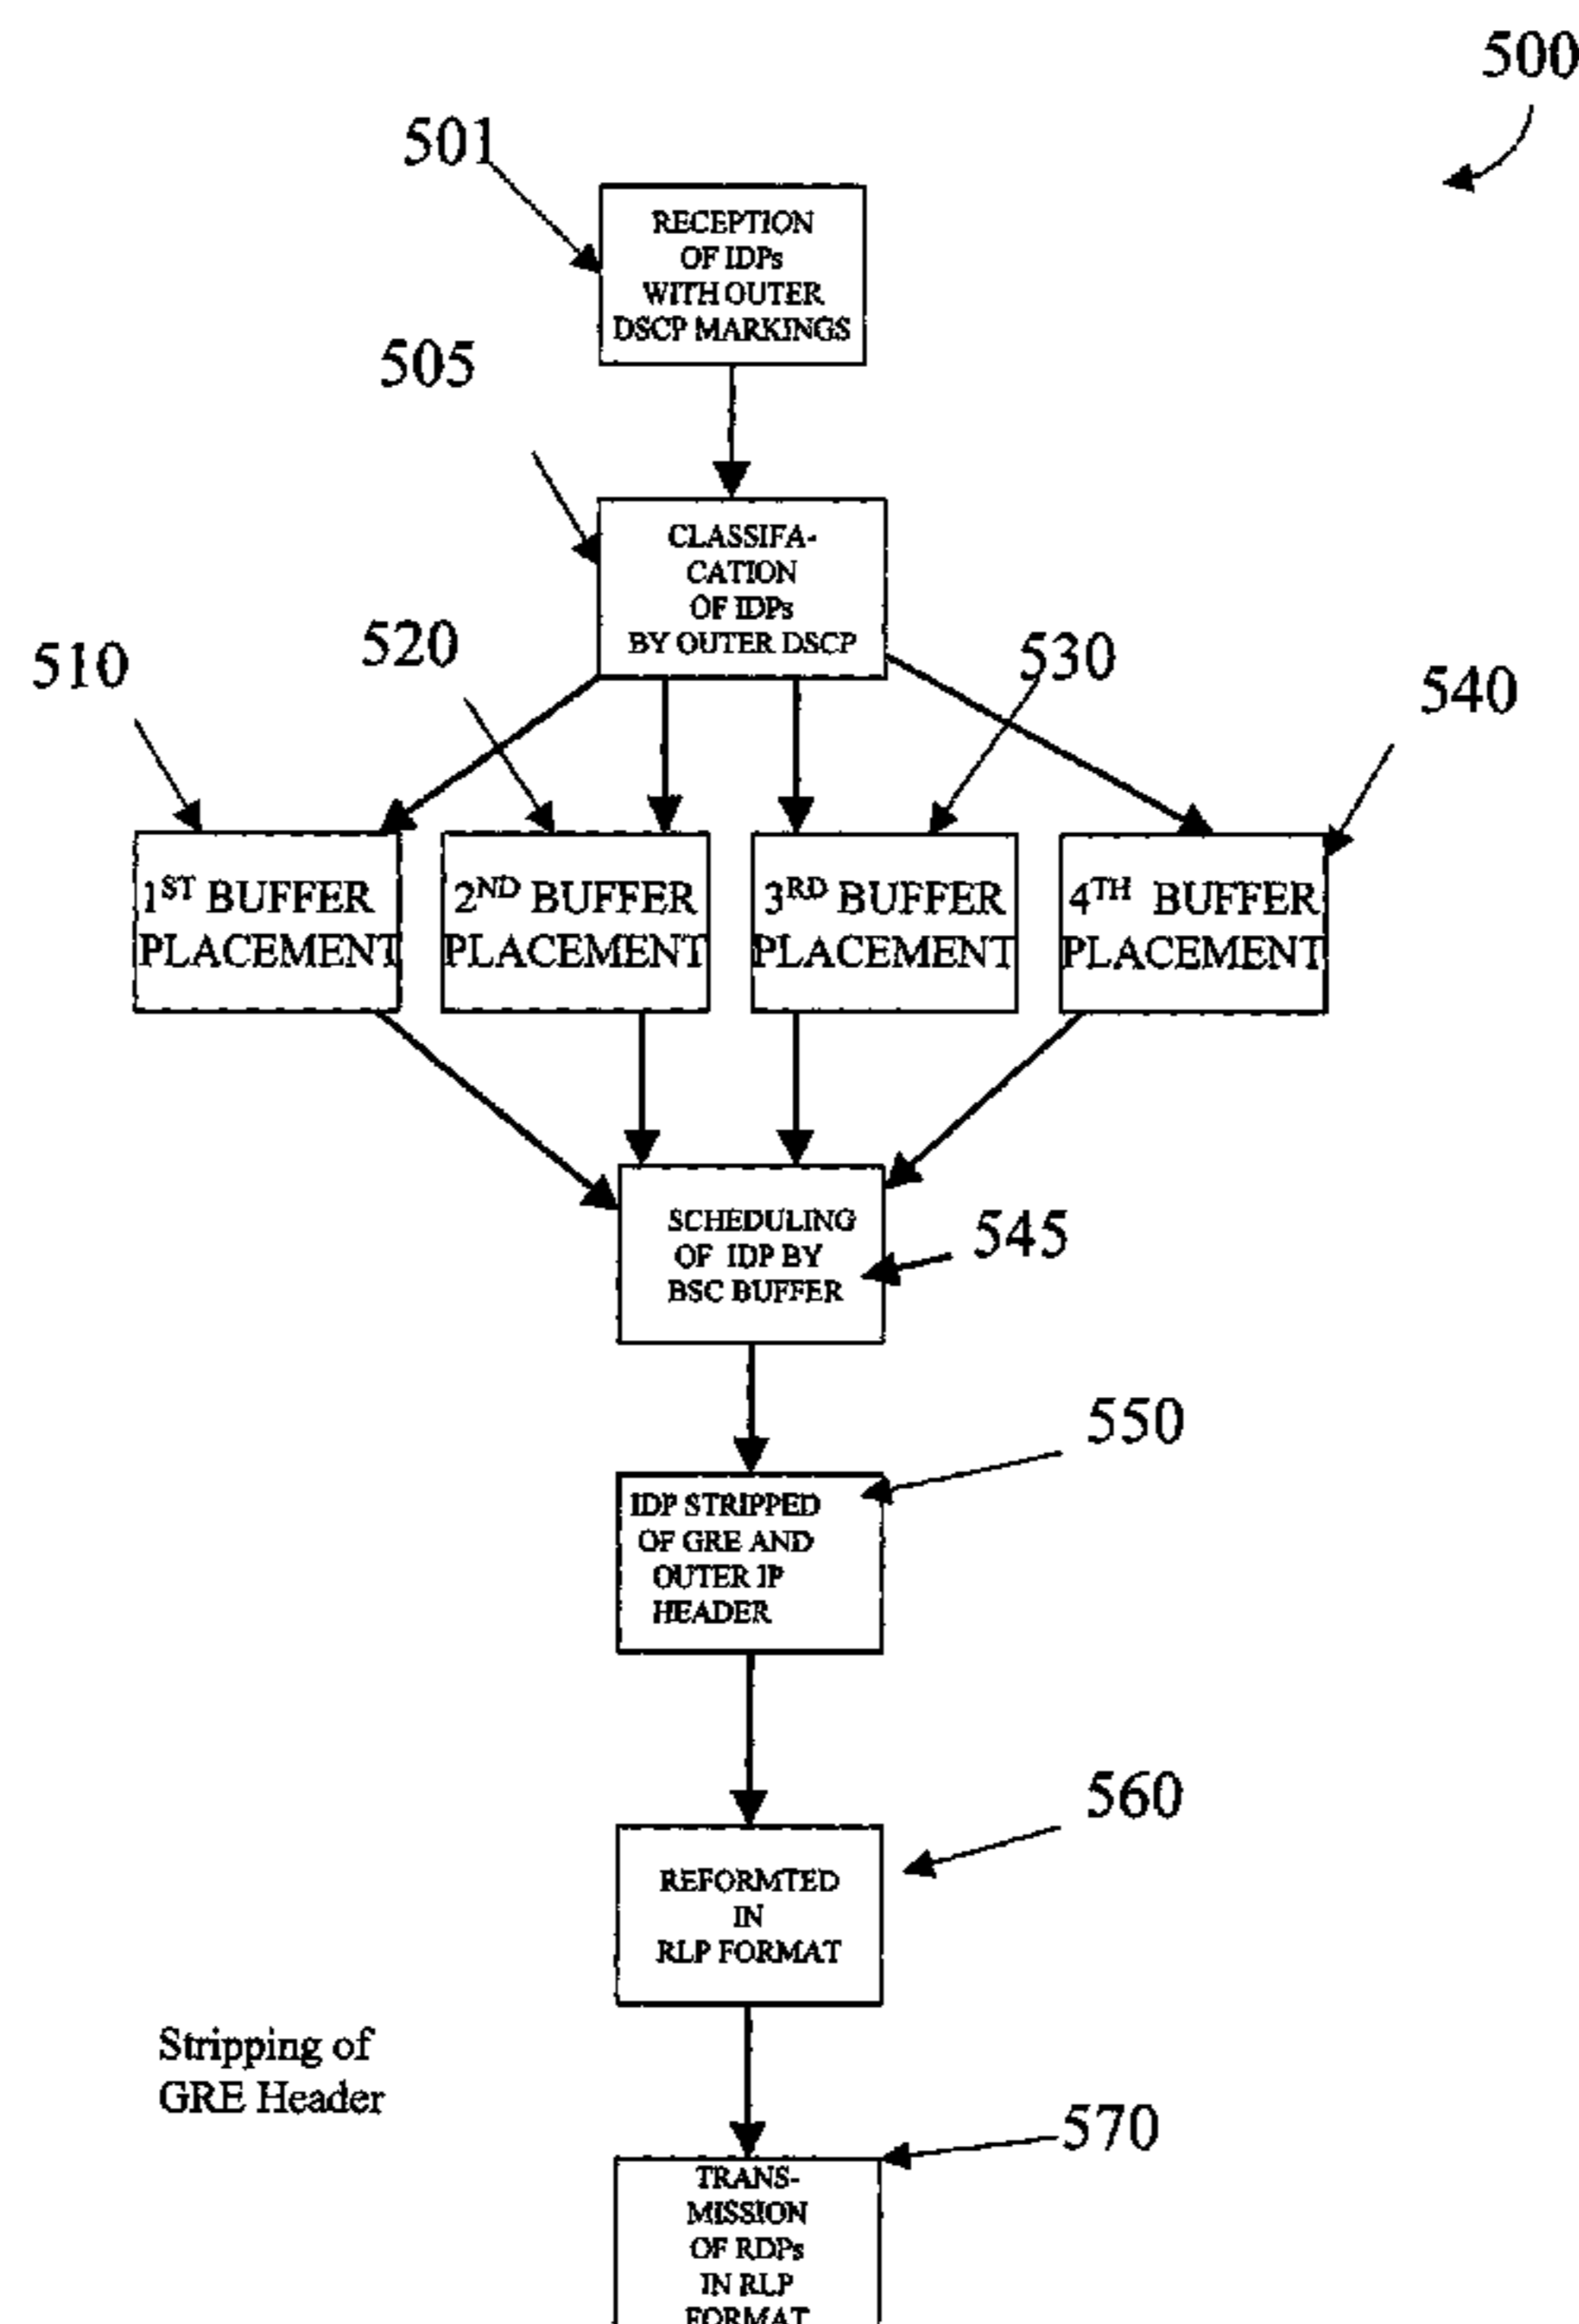 500
501
RECEPTION
OF IDPs
WITH OUTER
DSCP MARKINGS
505
CLASSIFA-
CATION
OF IDPs
BY OUTER DSCP
510
520
530
540
1ST BUFFER
PLACEMENT
2ND BUFFER
PLACEMENT
3RD BUFFER
PLACEMENT
4TH BUFFER
PLACEMENT
SCHEDULING
OF IDP BY
BSC BUFFER
545
550
IDP STRIPPED
OF GRE AND
OUTER IP
HEADER
560
REFORMTED
IN
RLP FORMAT
Stripping of
GRE Header
570
TRANS-
MISSION
OF RDPs
IN RLP
FORMAT